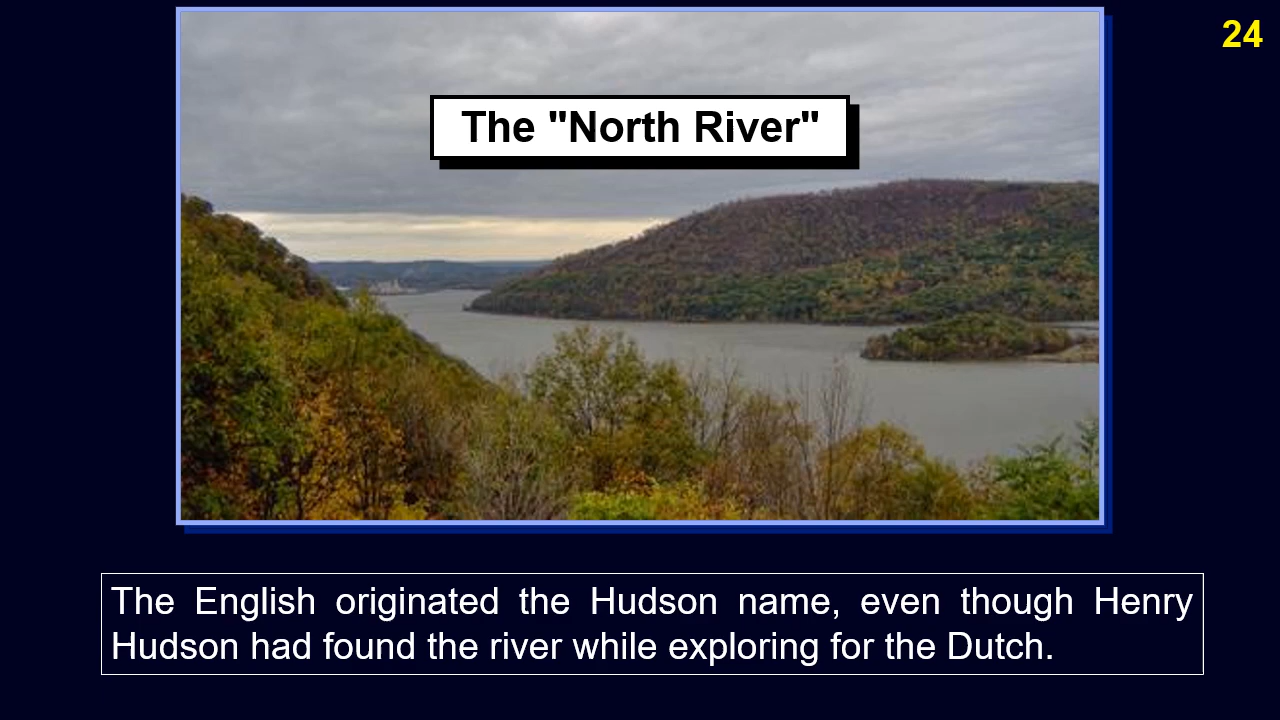 24
The "North River"
The English originated the Hudson name, even though Henry
Hudson had found the river while exploring for the Dutch.